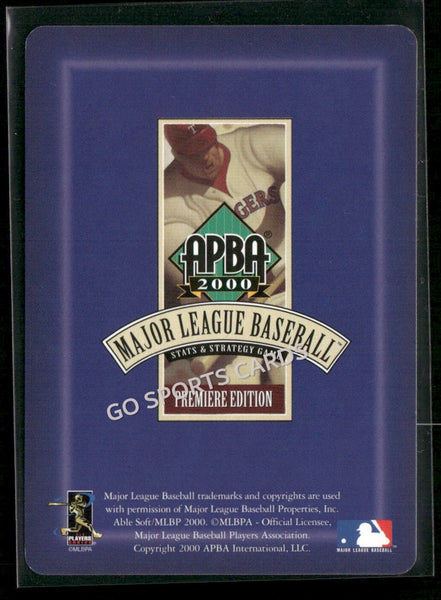 T
GERS
APBA®
2000
MAJOR LEAGUE BASEBALL™
STATS & STRATEGY
GO SPORTS CARDS
PREMIERE EDITION
Major League Baseball trademarks and copyrights are used
with permission of Major League Baseball Properties, Inc.
Able Soft/MLBP 2000. ©MLBPA - Official Licensee,
Major League Baseball Players Association.
Copyright 2000 APBA International, LLC.
PLAYERS
CHOICE
©MLBPA
MAJOR LEAGUE BASEBALL